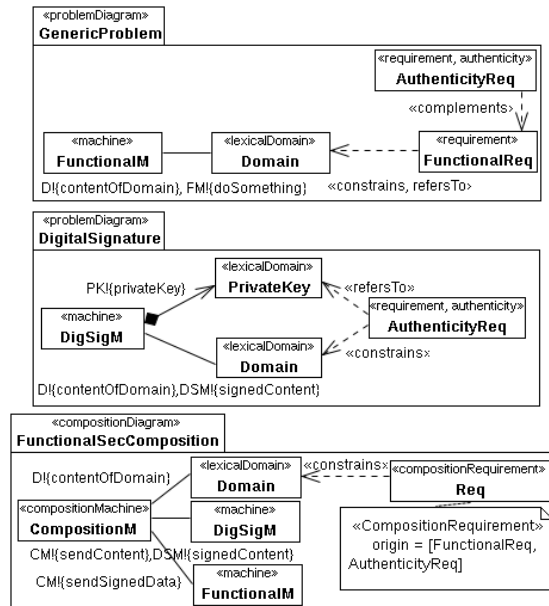 «problemDiagram»
GenericProblem
«requirement, authenticity»
AuthenticityReq
«complements»
«machine»
FunctionalM
«lexicalDomain»
Domain
«requirement»
FunctionalReq
D!{contentOfDomain}, FM!{doSomething}
«constrains, refersTo»
«problemDiagram»
DigitalSignature
«lexicalDomain»
PrivateKey
PK!{privateKey}
«refersTo»
«machine»
DigSigM
«requirement, authenticity»
AuthenticityReq
«lexicalDomain»
Domain
«constrains»
D!{contentOfDomain},DSM!{signedContent}
«compositionDiagram»
FunctionalSecComposition
«lexicalDomain»
Domain
«constrains»
«compositionRequirement»
Req
D!{contentOfDomain}
«compositionMachine»
CompositionM
«machine»
DigSigM
«CompositionRequirement»
origin = [FunctionalReq,
AuthenticityReq]
CM!{sendContent},DSM!{signedContent}
CM!{sendSignedData}
«machine»
FunctionalM